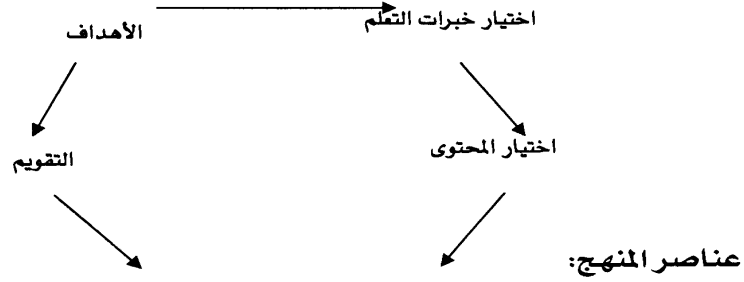 اختيار خبرات التعلم
الأهداف
اختيار المحتوى
التقويم
عناصر المنهج: